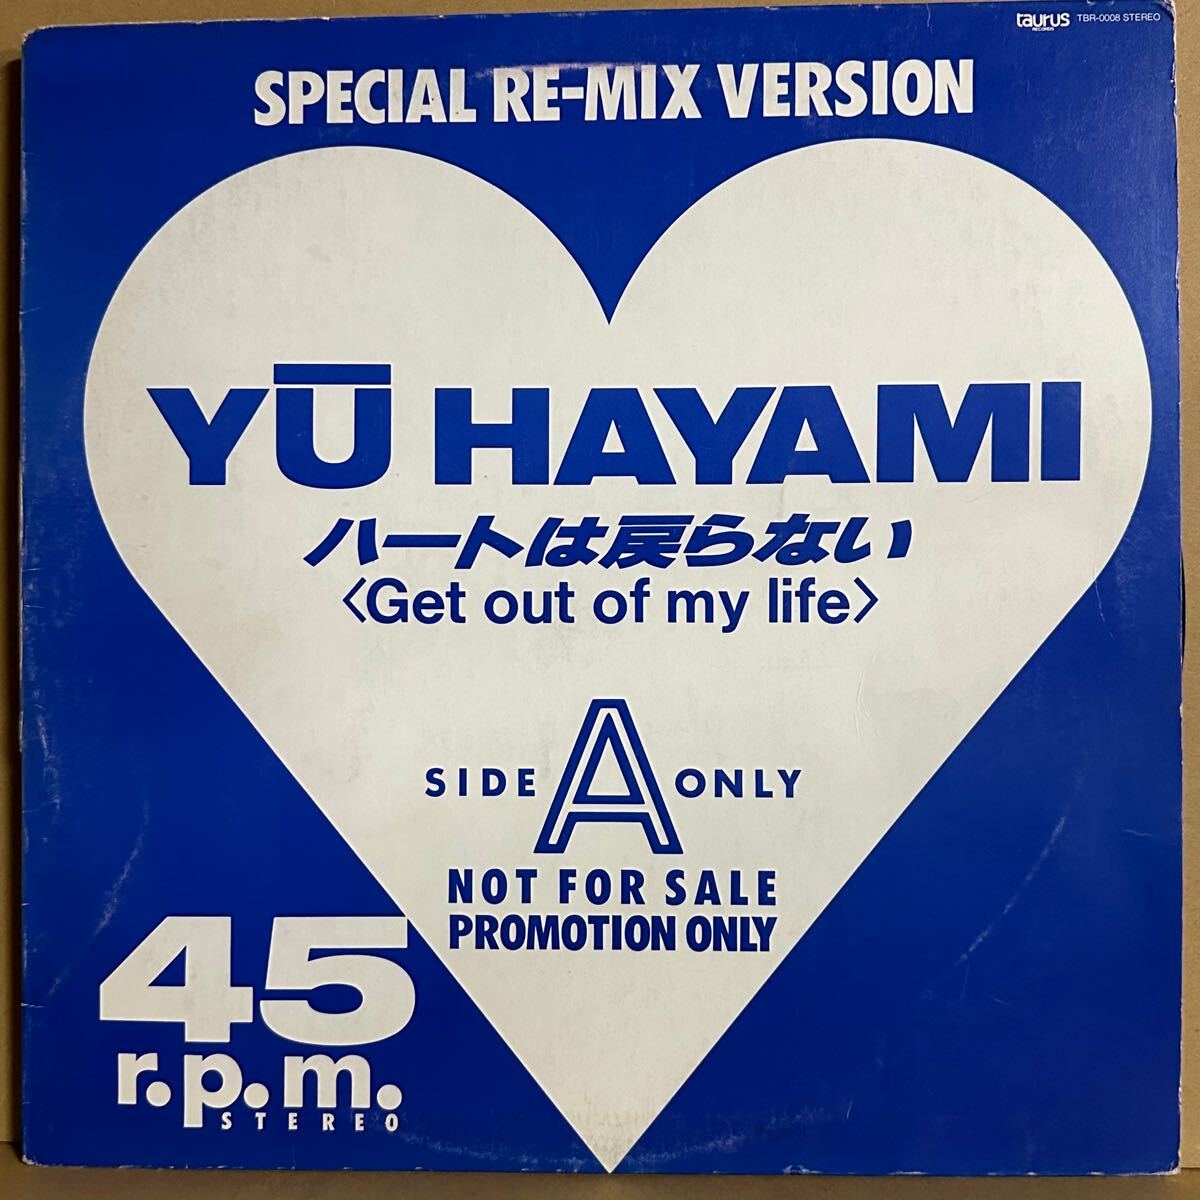 taurus RECORDS TBR-0008 STEREO
SPECIAL RE-MIX VERSION
YŪ HAYAMI
ハートは戻らない
〈Get out of my life〉
SIDE A ONLY
NOT FOR SALE
PROMOTION ONLY
45
r.p.m.
STEREO